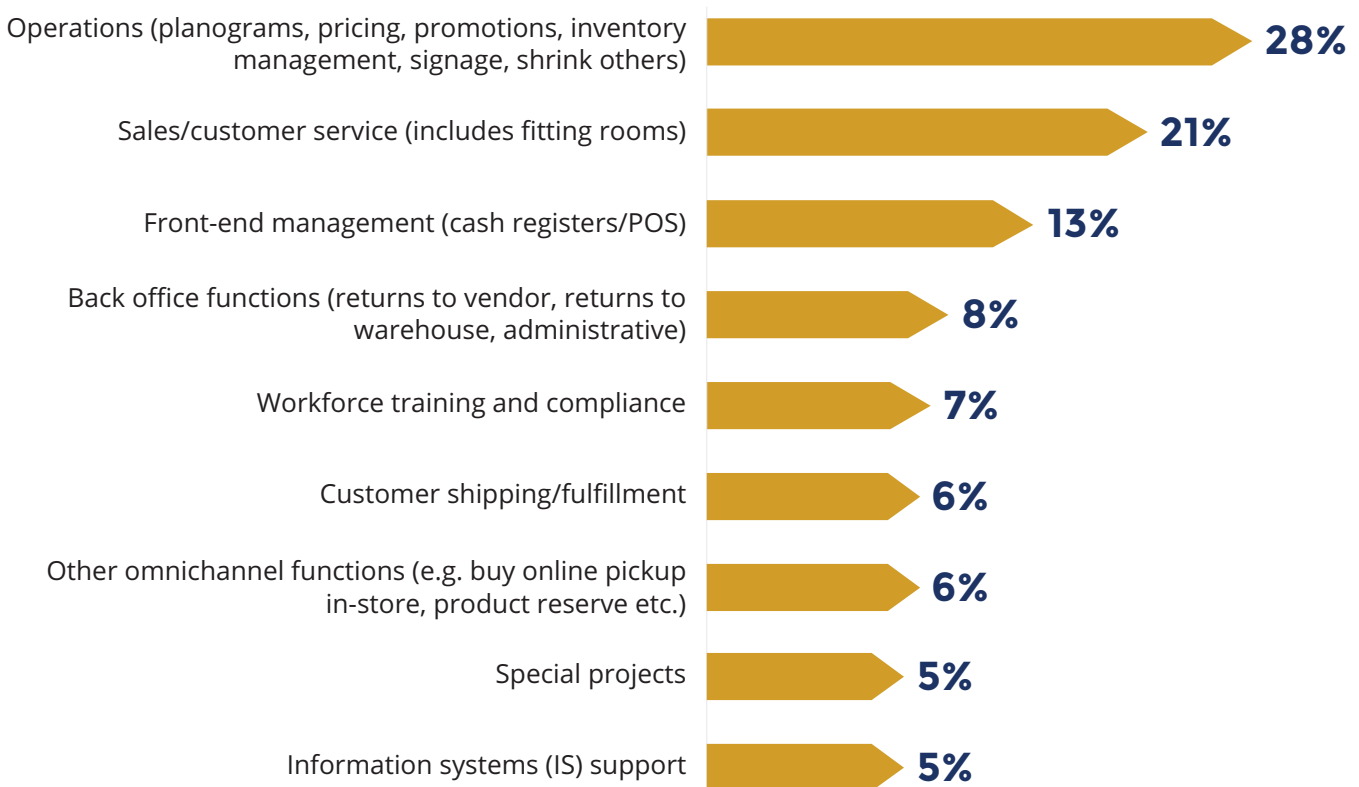 Operations (planograms, pricing, promotions, inventory
management, signage, shrink others)
28%
Sales/customer service (includes fitting rooms)
21%
Front-end management (cash registers/POS)
13%
Back office functions (returns to vendor, returns to
warehouse, administrative)
8%
Workforce training and compliance
7%
Customer shipping/fulfillment
6%
Other omnichannel functions (e.g. buy online pickup
in-store, product reserve etc.)
6%
Special projects
5%
Information systems (IS) support
5%